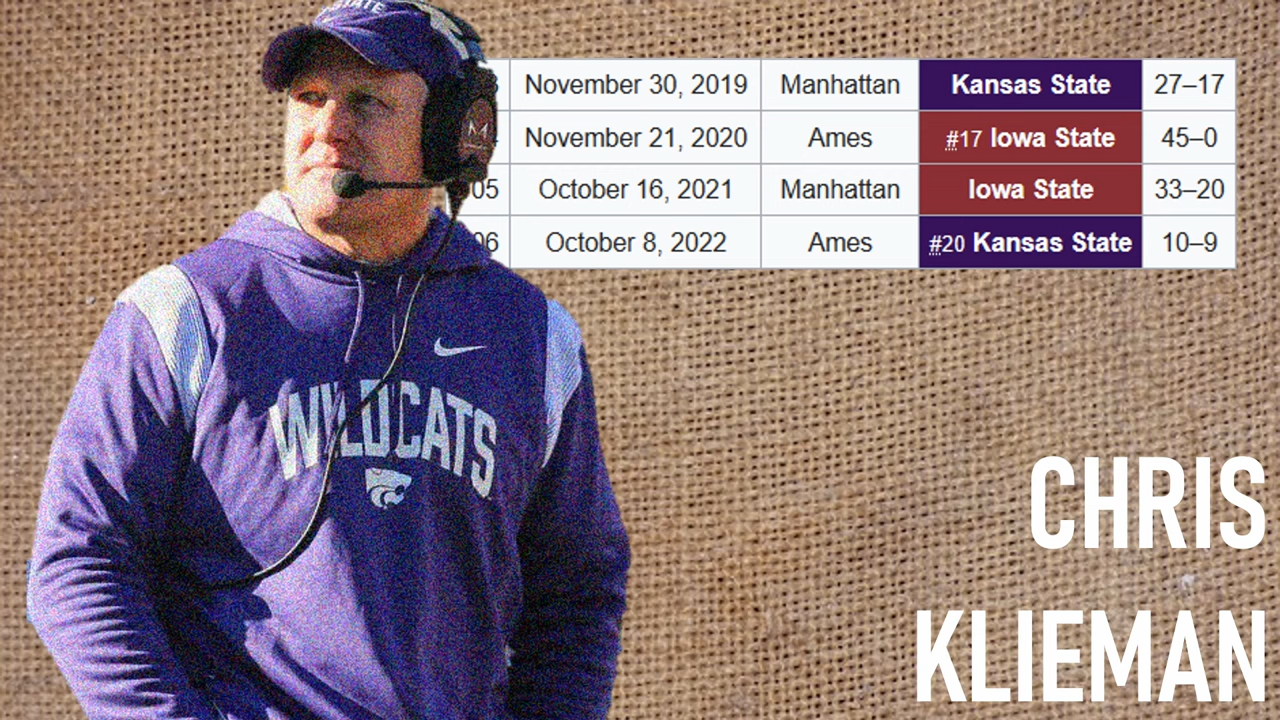 STATE
November 30, 2019 Manhattan Kansas State 27–17
November 21, 2020 Ames #17 Iowa State 45–0
05 October 16, 2021 Manhattan Iowa State 33–20
06 October 8, 2022 Ames #20 Kansas State 10–9
WILDCATS
CHRIS
KLIEMAN